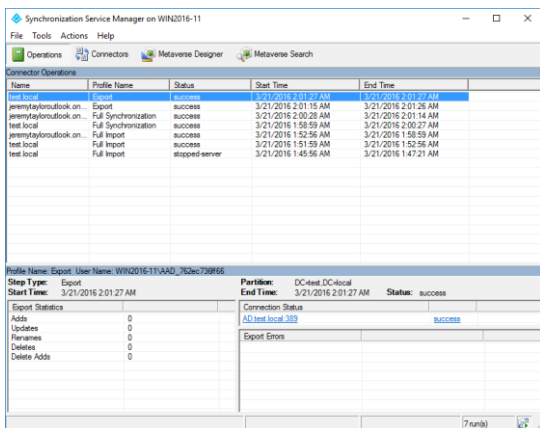 Synchronization Service Manager on WIN2016-11
File Tools Actions Help
Operations Connectors Metaverse Designer Metaverse Search
Connector Operations
Name Profile Name Status Start Time End Time
test.local Export success 3/21/2016 2:01:27 AM 3/21/2016 2:01:27 AM
jeremytayloroutlook.on... Export success 3/21/2016 2:01:15 AM 3/21/2016 2:01:26 AM
jeremytayloroutlook.on... Full Synchronization success 3/21/2016 2:00:28 AM 3/21/2016 2:01:14 AM
test.local Full Synchronization success 3/21/2016 1:58:59 AM 3/21/2016 2:00:27 AM
jeremytayloroutlook.on... Full Import success 3/21/2016 1:52:56 AM 3/21/2016 1:58:59 AM
test.local Full Import success 3/21/2016 1:51:59 AM 3/21/2016 1:52:56 AM
test.local Full Import stopped-server 3/21/2016 1:45:56 AM 3/21/2016 1:47:21 AM
Profile Name: Export User Name: WIN2016-11\AAD_762ec736ff66
Step Type: Export Partition: DC=test,DC=local
Start Time: 3/21/2016 2:01:27 AM End Time: 3/21/2016 2:01:27 AM Status: success
Export Statistics Connection Status
Adds 0 AD.test.local:389 success
Updates 0
Renames 0 Export Errors
Deletes 0
Delete Adds 0
7 run(s)